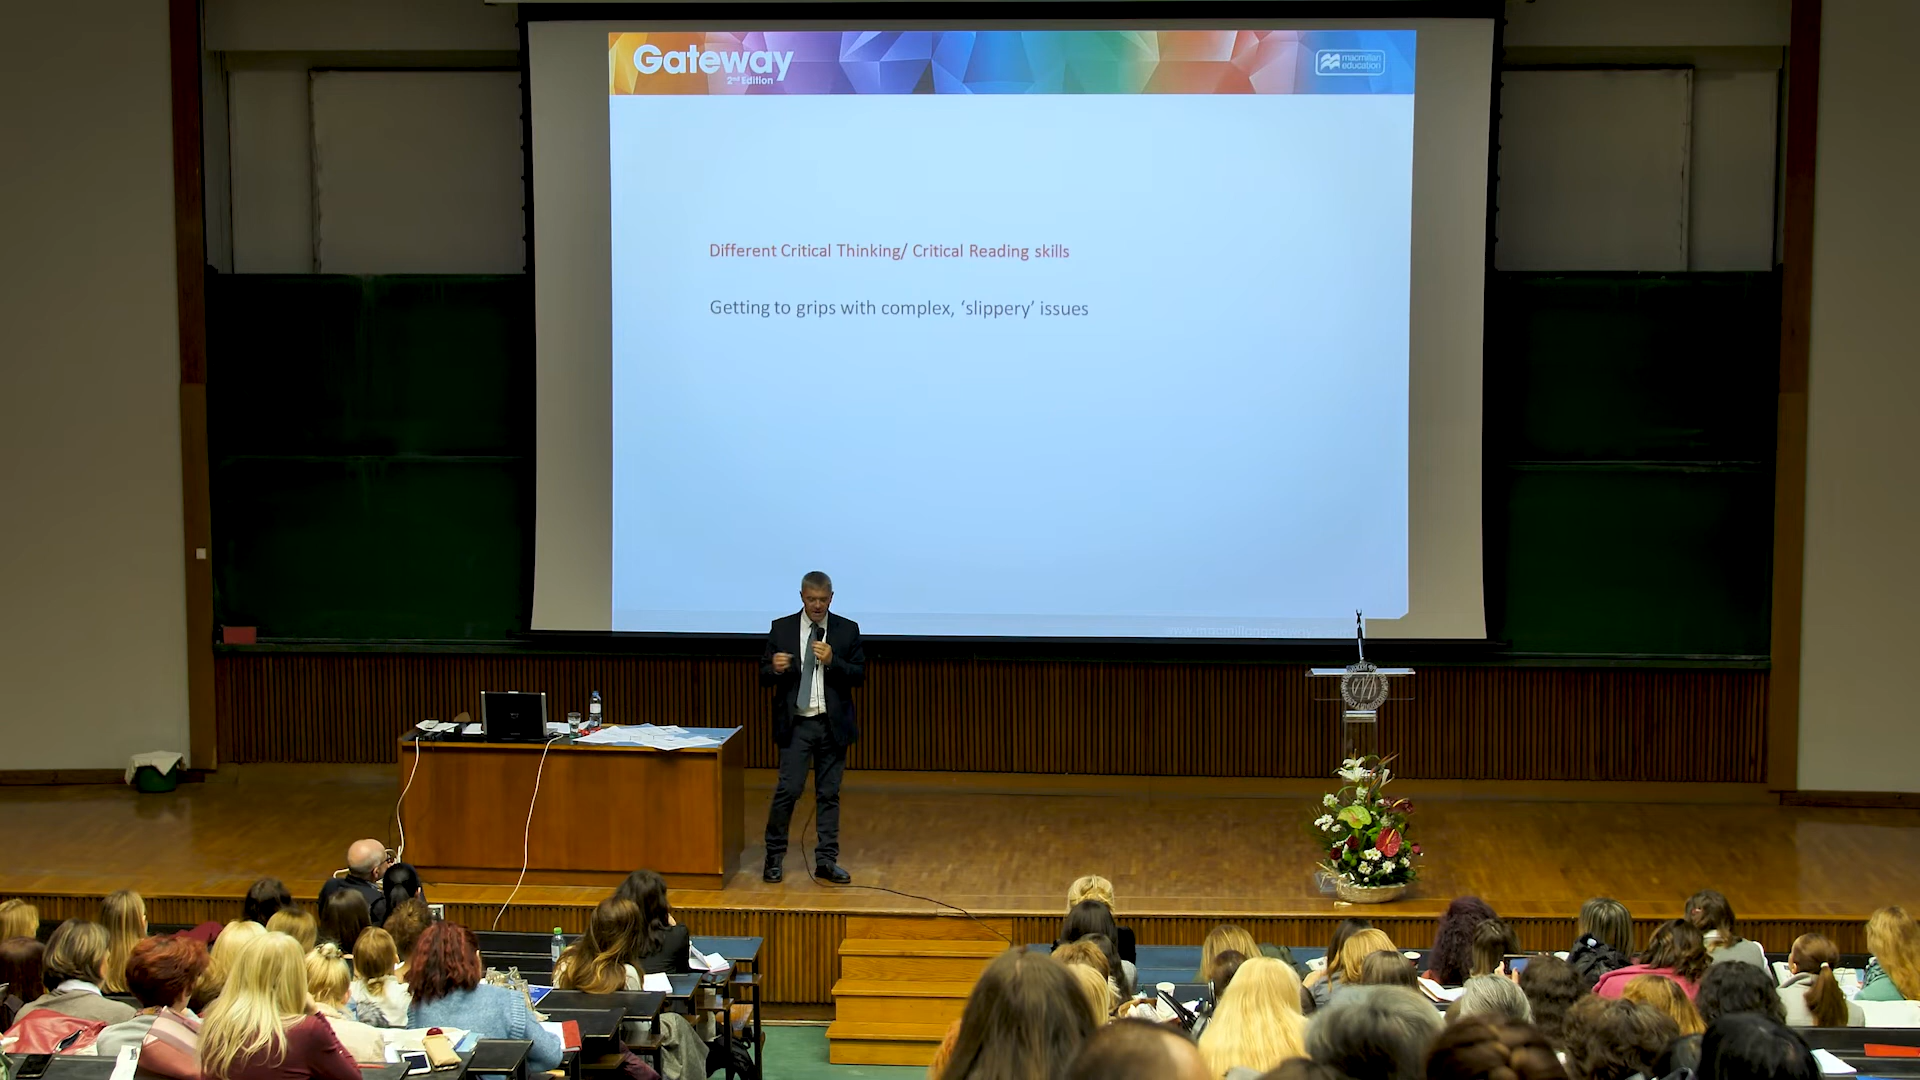 Gateway
2nd Edition
macmillan
education
Different Critical Thinking/ Critical Reading skills
Getting to grips with complex, ‘slippery’ issues